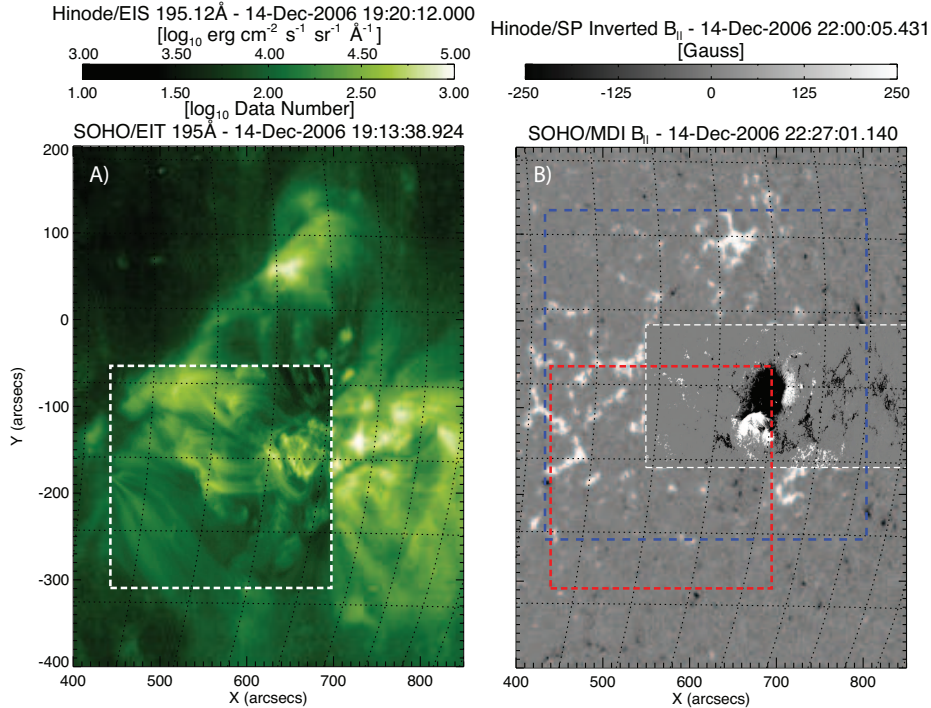 Hinode/EIS 195.12Å - 14-Dec-2006 19:20:12.000
[log₁₀ erg cm⁻² s⁻¹ sr⁻¹ Å⁻¹]
3.00 3.50 4.00 4.50 5.00
1.00 1.50 2.00 2.50 3.00
[log₁₀ Data Number]
SOHO/EIT 195Å - 14-Dec-2006 19:13:38.924
A)
200
100
0
-100
-200
-300
-400
Y (arcsecs)
400 500 600 700 800
X (arcsecs)
Hinode/SP Inverted B_|| - 14-Dec-2006 22:00:05.431
[Gauss]
-250 -125 0 125 250
SOHO/MDI B_|| - 14-Dec-2006 22:27:01.140
B)
400 500 600 700 800
X (arcsecs)